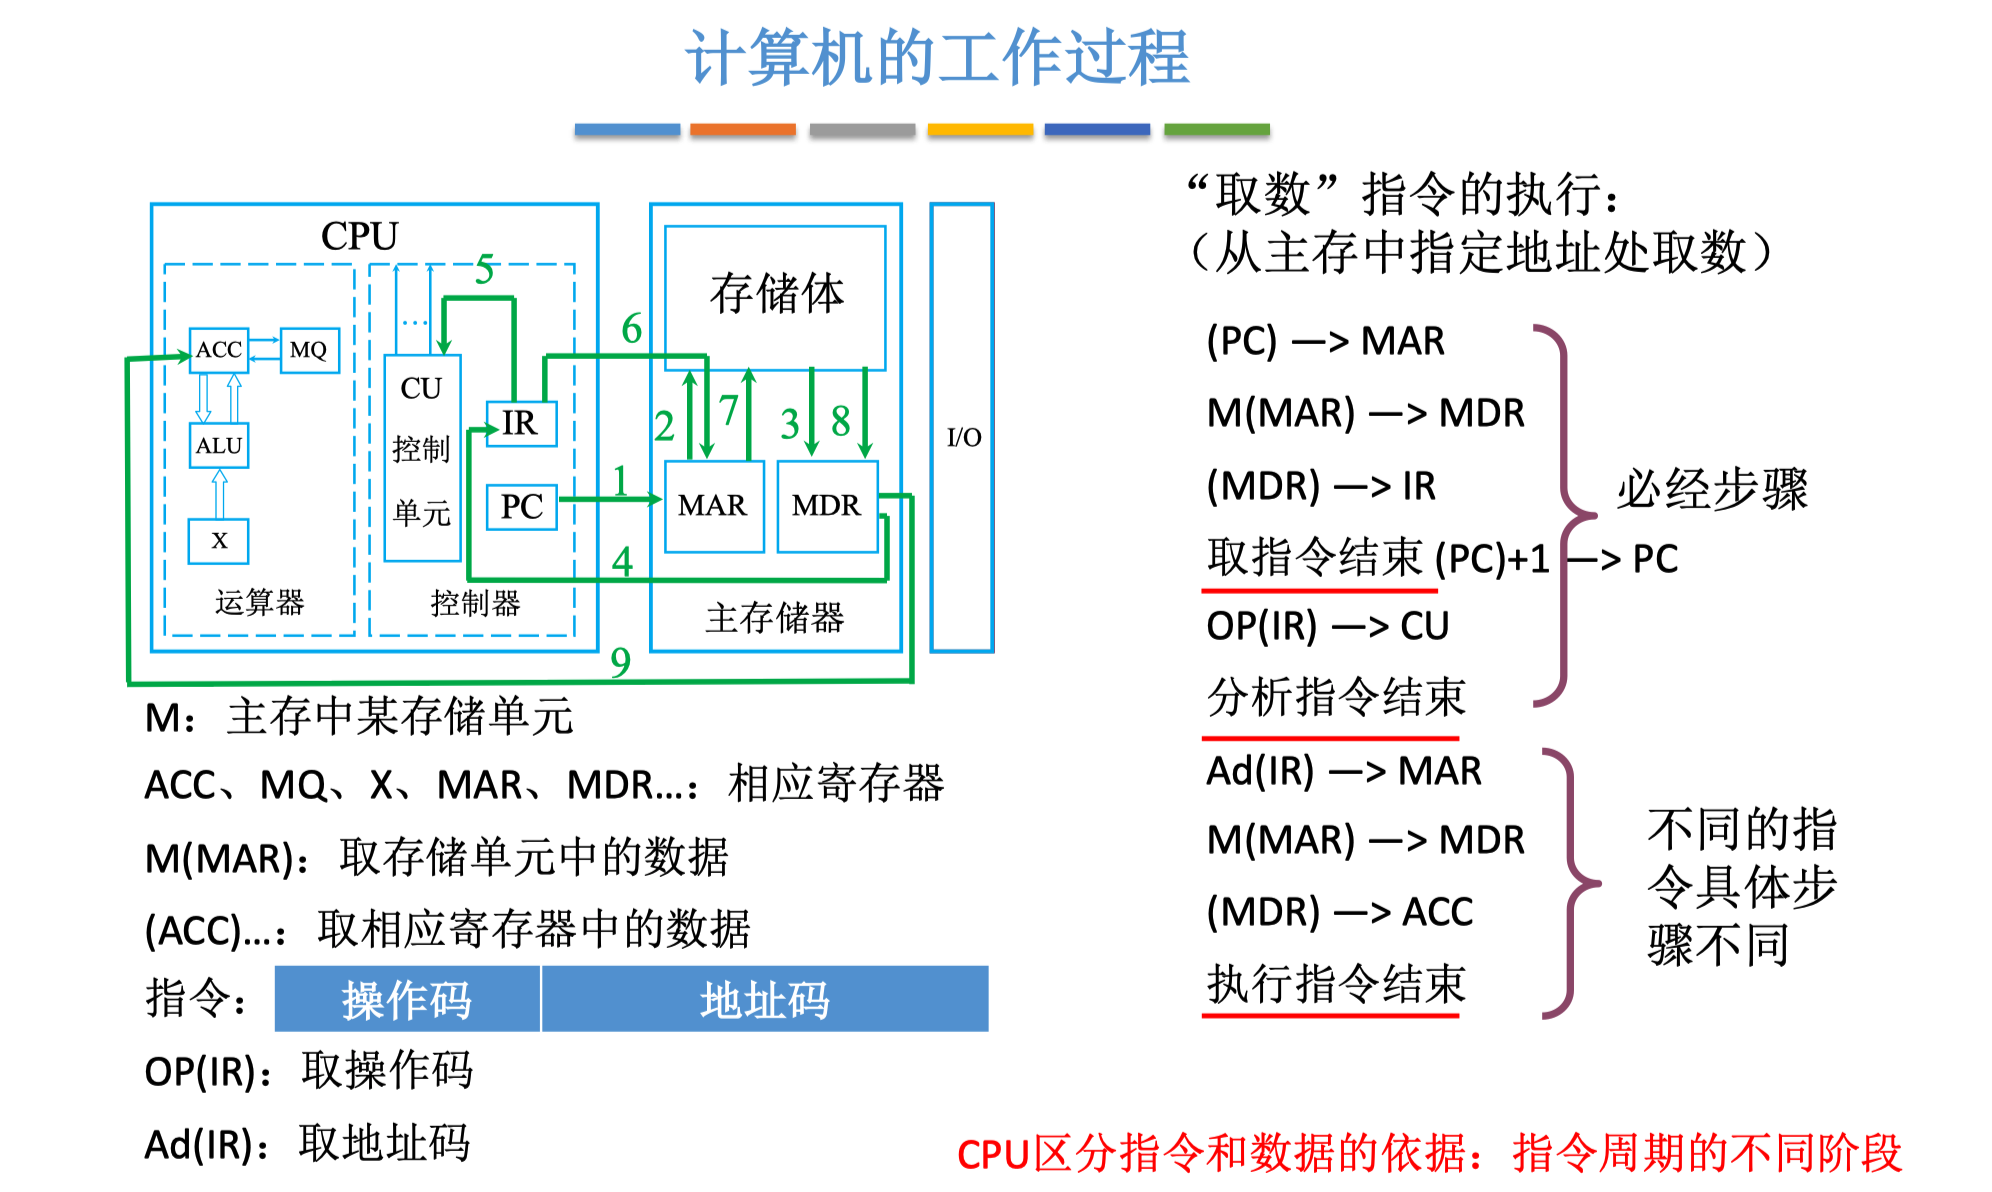 计算机的工作过程
CPU
5
ACC
MQ
...
CU
控制
单元
IR
PC
ALU
X
运算器
控制器
6
1
4
9
存储体
2
7
3
8
MAR
MDR
主存储器
I/O
M：主存中某存储单元
ACC、MQ、X、MAR、MDR...：相应寄存器
M(MAR)：取存储单元中的数据
(ACC)...：取相应寄存器中的数据
指令：
操作码
地址码
OP(IR)：取操作码
Ad(IR)：取地址码
“取数”指令的执行：
（从主存中指定地址处取数）
(PC) —> MAR
M(MAR) —> MDR
(MDR) —> IR
取指令结束 (PC)+1 —> PC
OP(IR) —> CU
分析指令结束
必经步骤
Ad(IR) —> MAR
M(MAR) —> MDR
(MDR) —> ACC
执行指令结束
不同的指
令具体步
骤不同
CPU区分指令和数据的依据：指令周期的不同阶段